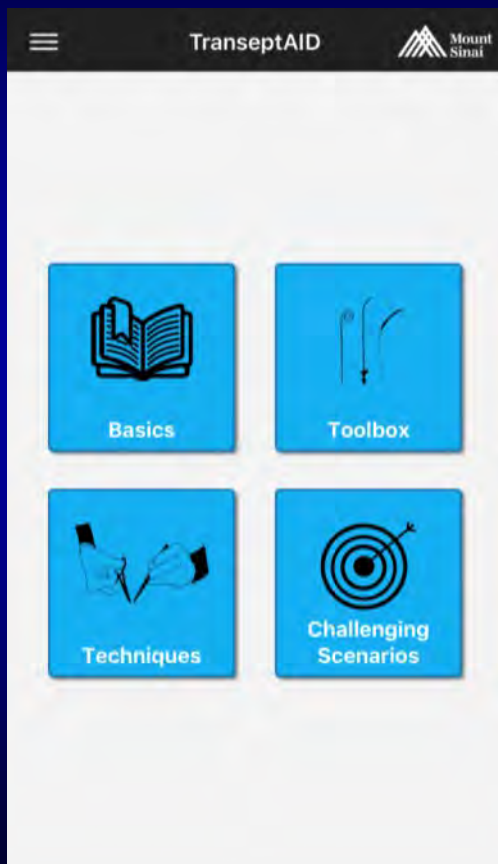 TranseptAID
Mount
Sinai
Basics
Toolbox
Techniques
Challenging
Scenarios